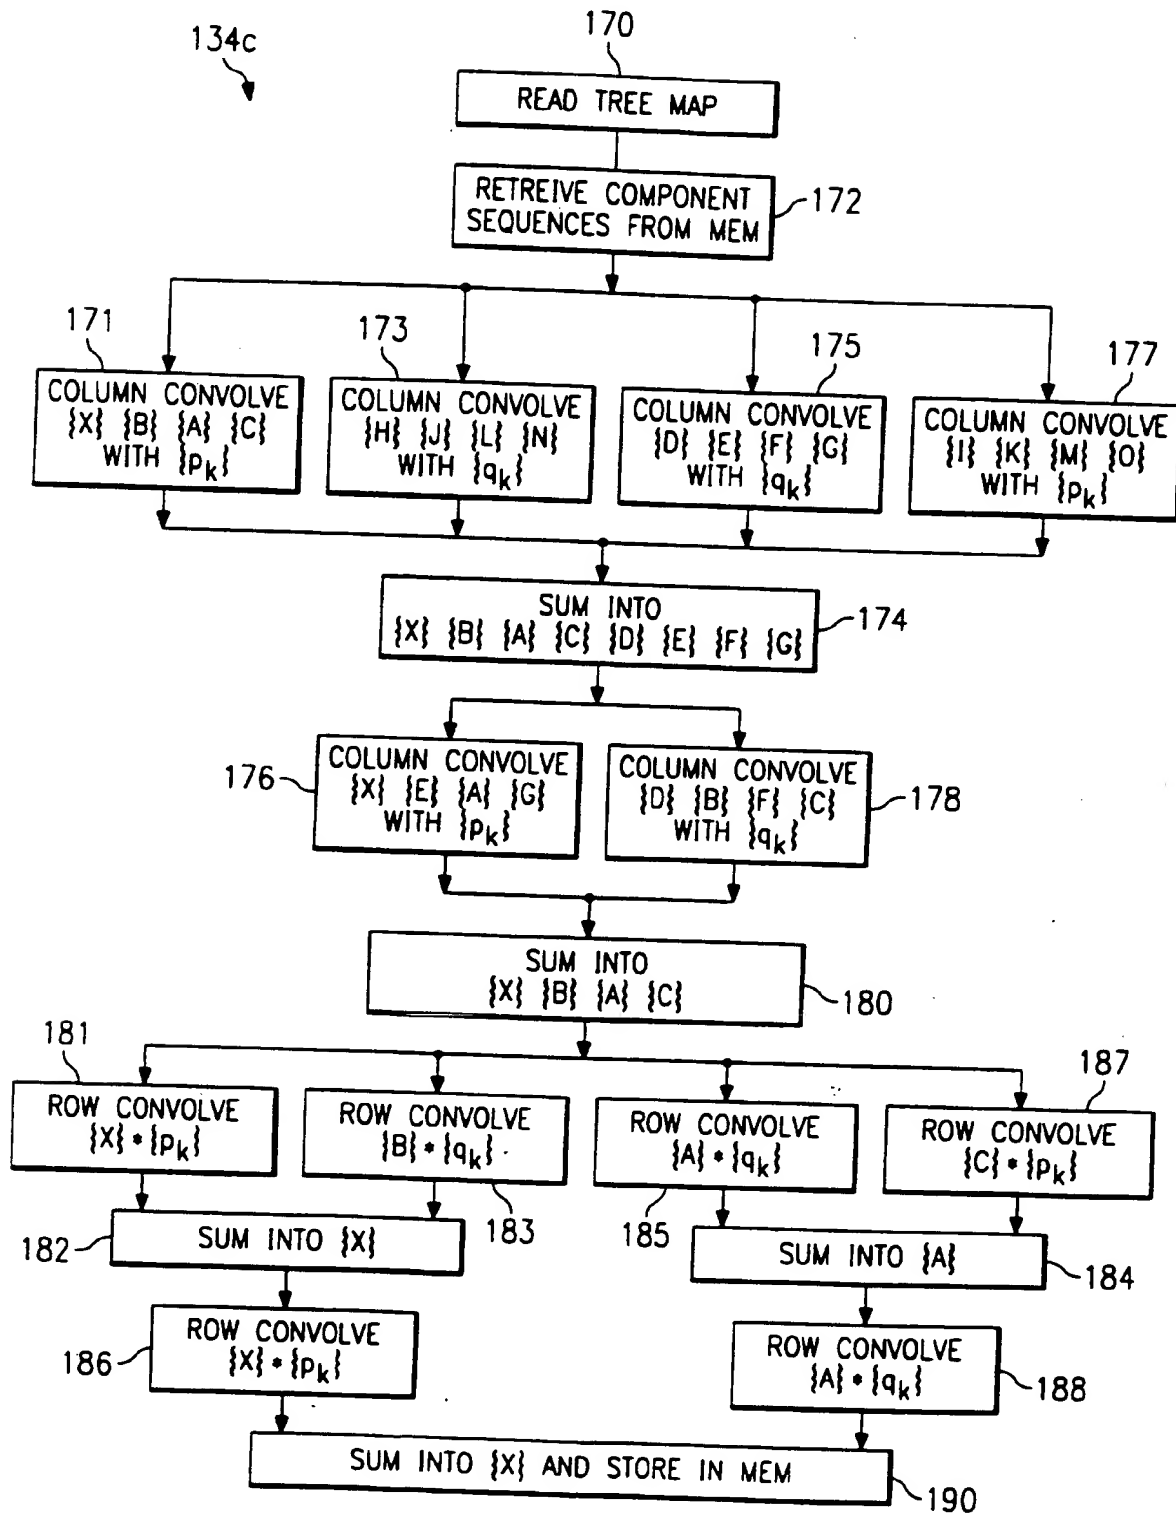 134c
170
READ TREE MAP
RETREIVE COMPONENT
SEQUENCES FROM MEM
172
171
COLUMN CONVOLVE
{X} {B} {A} {C}
WITH {pk}
173
COLUMN CONVOLVE
{H} {J} {L} {N}
WITH {qk}
175
COLUMN CONVOLVE
{D} {E} {F} {G}
WITH {qk}
177
COLUMN CONVOLVE
{I} {K} {M} {O}
WITH {pk}
SUM INTO
{X} {B} {A} {C} {D} {E} {F} {G}
174
176
COLUMN CONVOLVE
{X} {E} {A} {G}
WITH {pk}
COLUMN CONVOLVE
{D} {B} {F} {C}
WITH {qk}
178
SUM INTO
{X} {B} {A} {C}
180
181
ROW CONVOLVE
{X} * {pk}
ROW CONVOLVE
{B} * {qk}
183
ROW CONVOLVE
{A} * {qk}
185
187
ROW CONVOLVE
{C} * {pk}
182
SUM INTO {X}
SUM INTO {A}
184
186
ROW CONVOLVE
{X} * {pk}
ROW CONVOLVE
{A} * {qk}
188
SUM INTO {X} AND STORE IN MEM
190